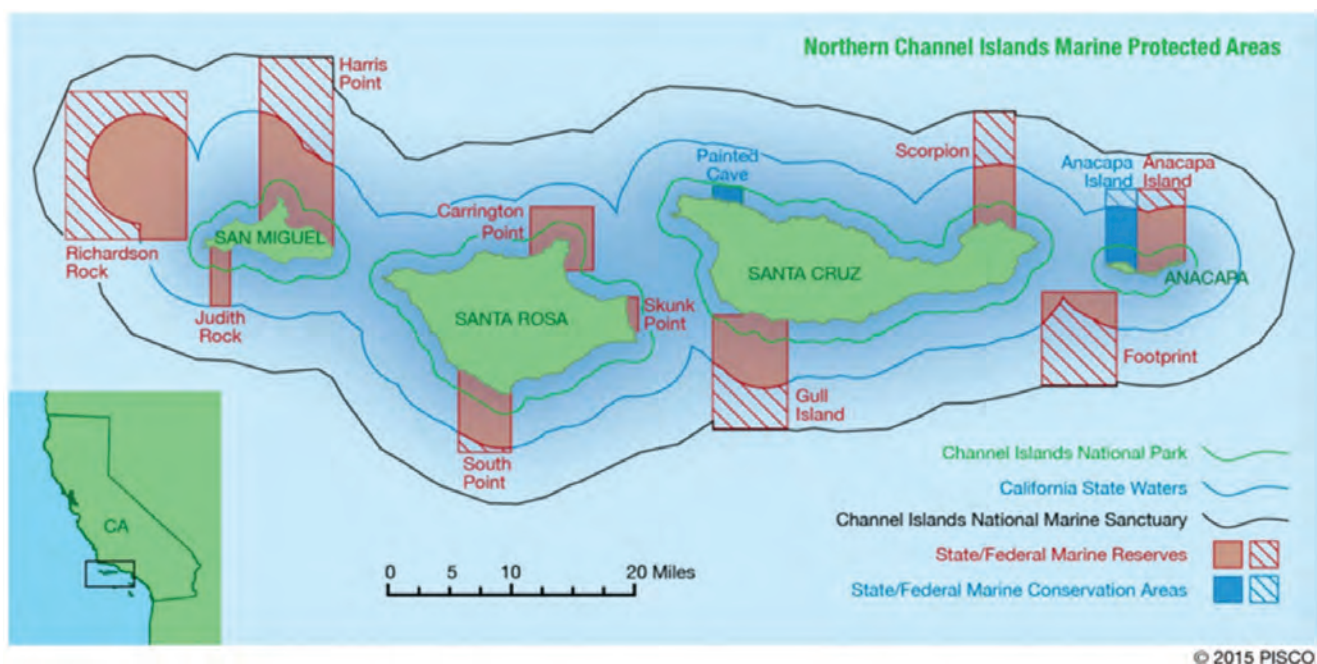 Northern Channel Islands Marine Protected Areas
Harris
Point
Richardson
Rock
SAN MIGUEL
Judith
Rock
Carrington
Point
SANTA ROSA
Skunk
Point
South
Point
Painted
Cave
SANTA CRUZ
Gull
Island
Scorpion
Anacapa
Island
Anacapa
Island
ANACAPA
Footprint
CA
0 5 10 20 Miles
Channel Islands National Park
California State Waters
Channel Islands National Marine Sanctuary
State/Federal Marine Reserves
State/Federal Marine Conservation Areas
© 2015 PISCO